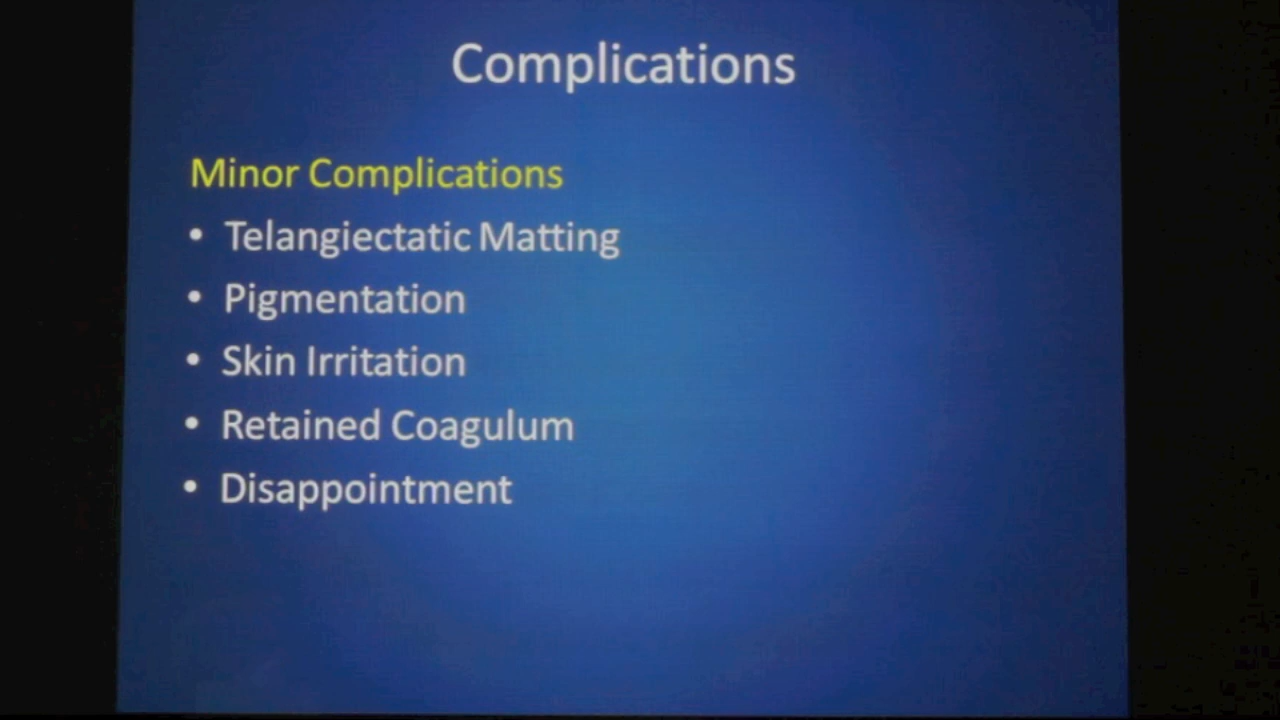 Complications
Minor Complications
• Telangiectatic Matting
• Pigmentation
• Skin Irritation
• Retained Coagulum
• Disappointment